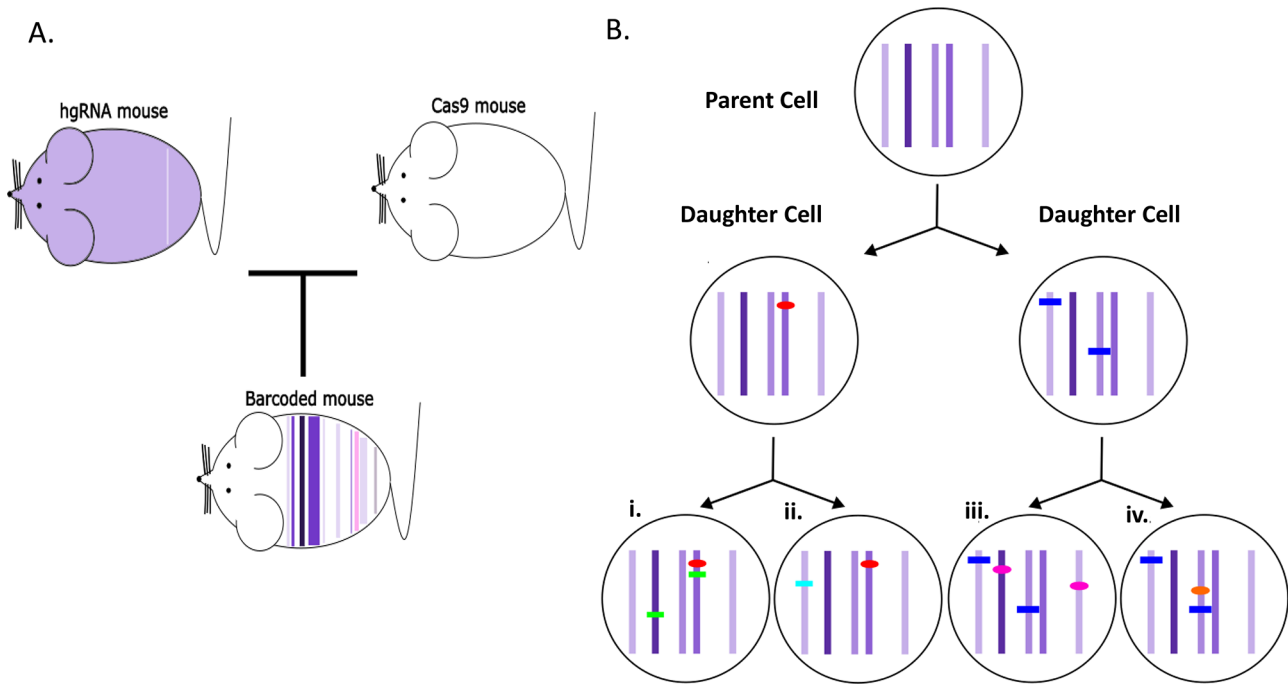 A.
hgRNA mouse
Cas9 mouse
Barcoded mouse
B.
Parent Cell
Daughter Cell
Daughter Cell
i.
ii.
iii.
iv.